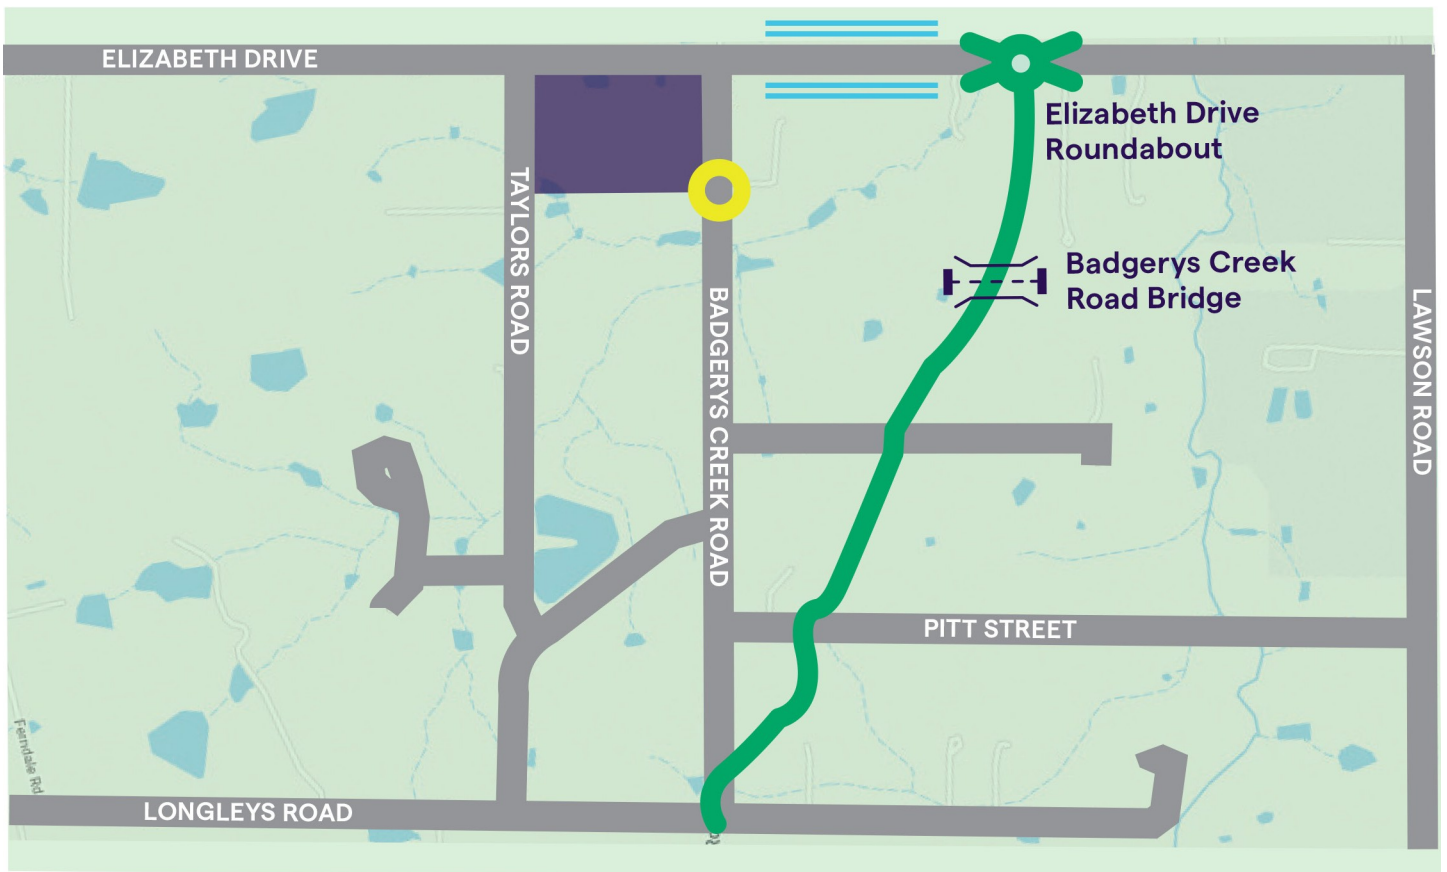 ELIZABETH DRIVE
Elizabeth Drive
Roundabout
TAYLORS ROAD
Badgerys Creek
Road Bridge
BADGERYS CREEK ROAD
LAWSON ROAD
PITT STREET
Ferndale Rd
LONGLEYS ROAD